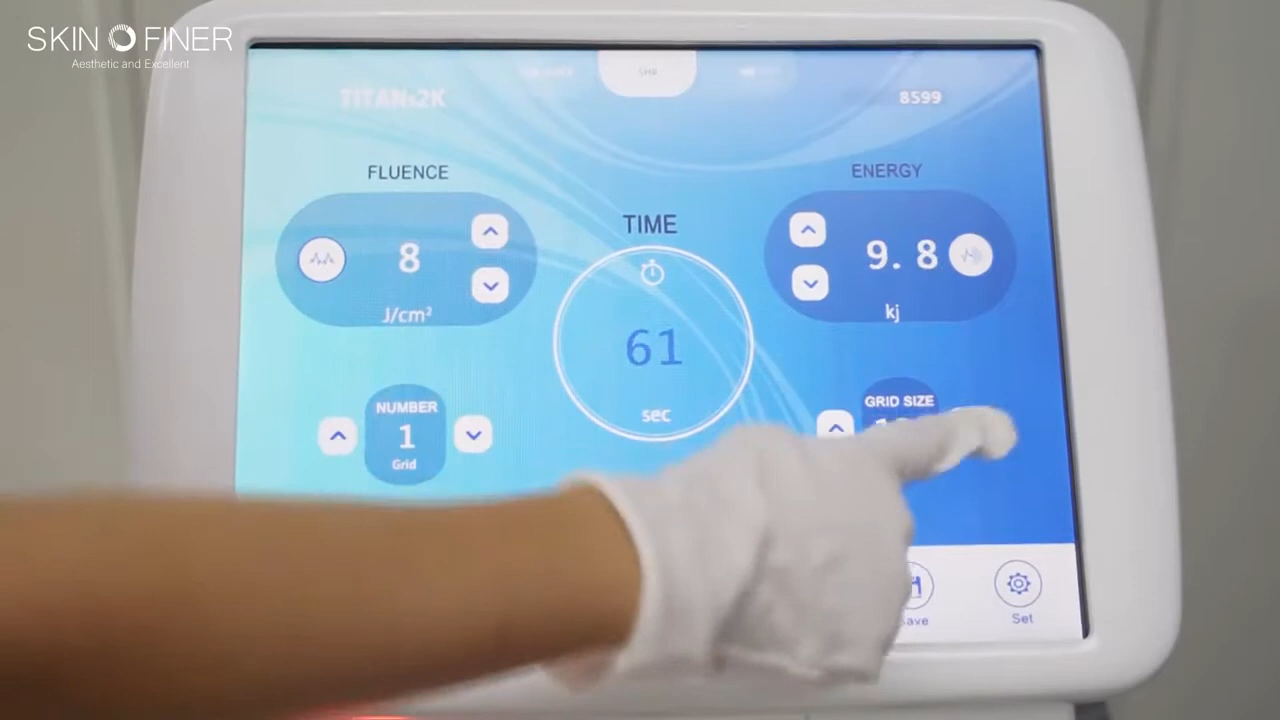 SKIN FINER
Aesthetic and Excellent
SHR
8599
FLUENCE
ENERGY
TIME
8
9. 8
J/cm²
kj
61
sec
NUMBER
1
Grid
GRID SIZE
Set